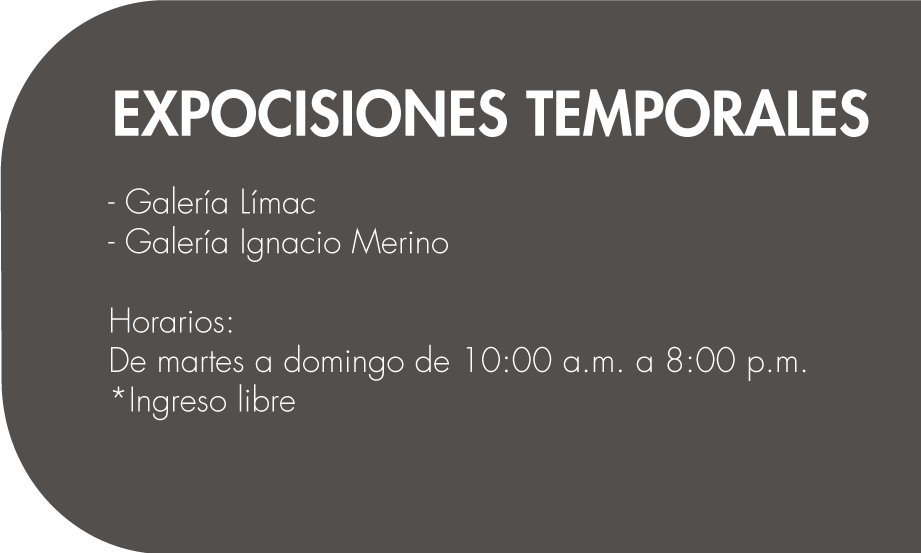 EXPOCISIONES TEMPORALES
- Galería Límac
- Galería Ignacio Merino
Horarios:
De martes a domingo de 10:00 a.m. a 8:00 p.m.
*Ingreso libre